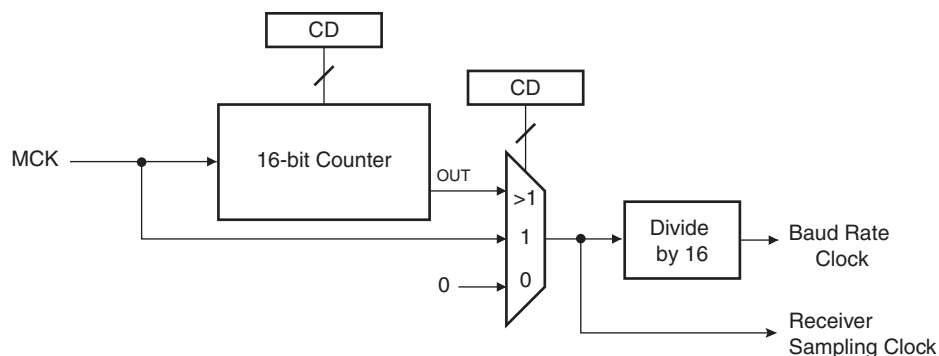 CD
CD
MCK
16-bit Counter
OUT
>1
1
0
0
Divide
by 16
Baud Rate
Clock
Receiver
Sampling Clock